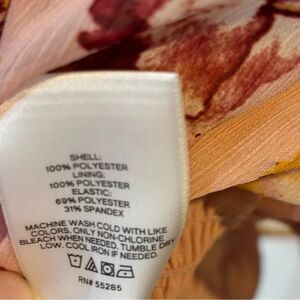 SHELL:
100% POLYESTER
LINING:
100% POLYESTER
ELASTIC:
69% POLYESTER
31% SPANDEX
MACHINE WASH COLD WITH LIKE
COLORS. ONLY NON-CHLORINE
BLEACH WHEN NEEDED. TUMBLE DRY
LOW. COOL IRON IF NEEDED.
RN# 55285